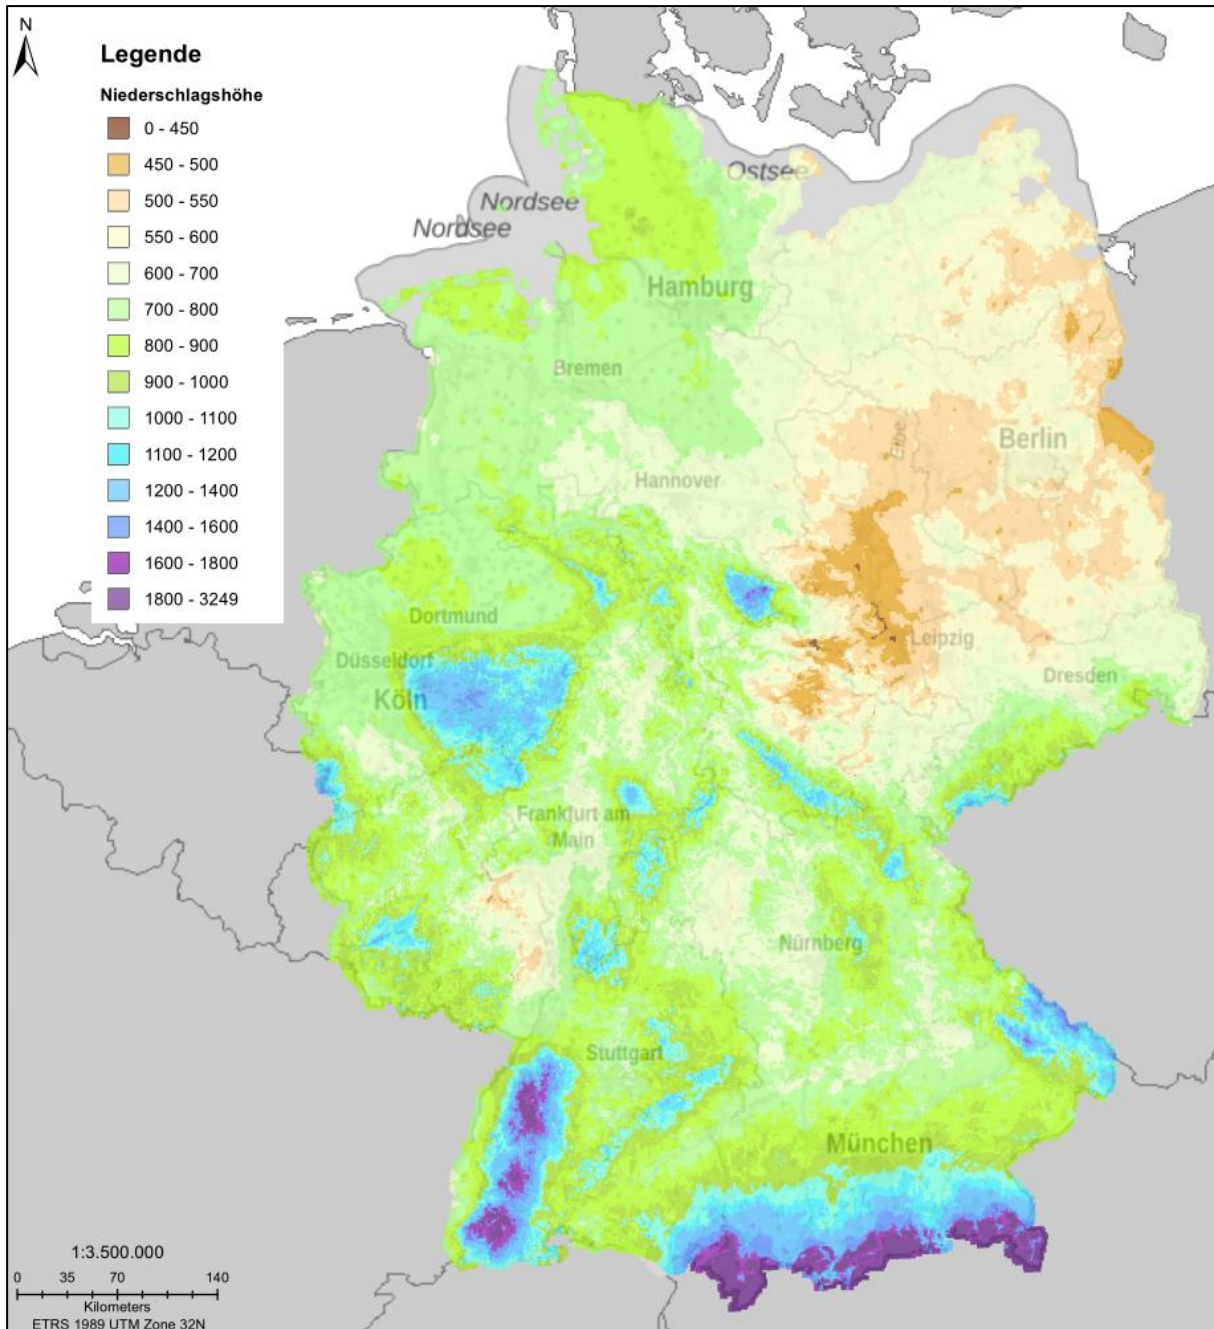 N
Legende
Niederschlagshöhe
0 - 450
450 - 500
500 - 550
550 - 600
600 - 700
700 - 800
800 - 900
900 - 1000
1000 - 1100
1100 - 1200
1200 - 1400
1400 - 1600
1600 - 1800
1800 - 3249
Ostsee
Nordsee
Nordsee
Hamburg
Bremen
Elbe
Berlin
Hannover
Dortmund
Leipzig
Düsseldorf
Dresden
Köln
Frankfurt am
Main
Nürnberg
Stuttgart
München
1:3.500.000
0 35 70 140
Kilometers
ETRS 1989 UTM Zone 32N